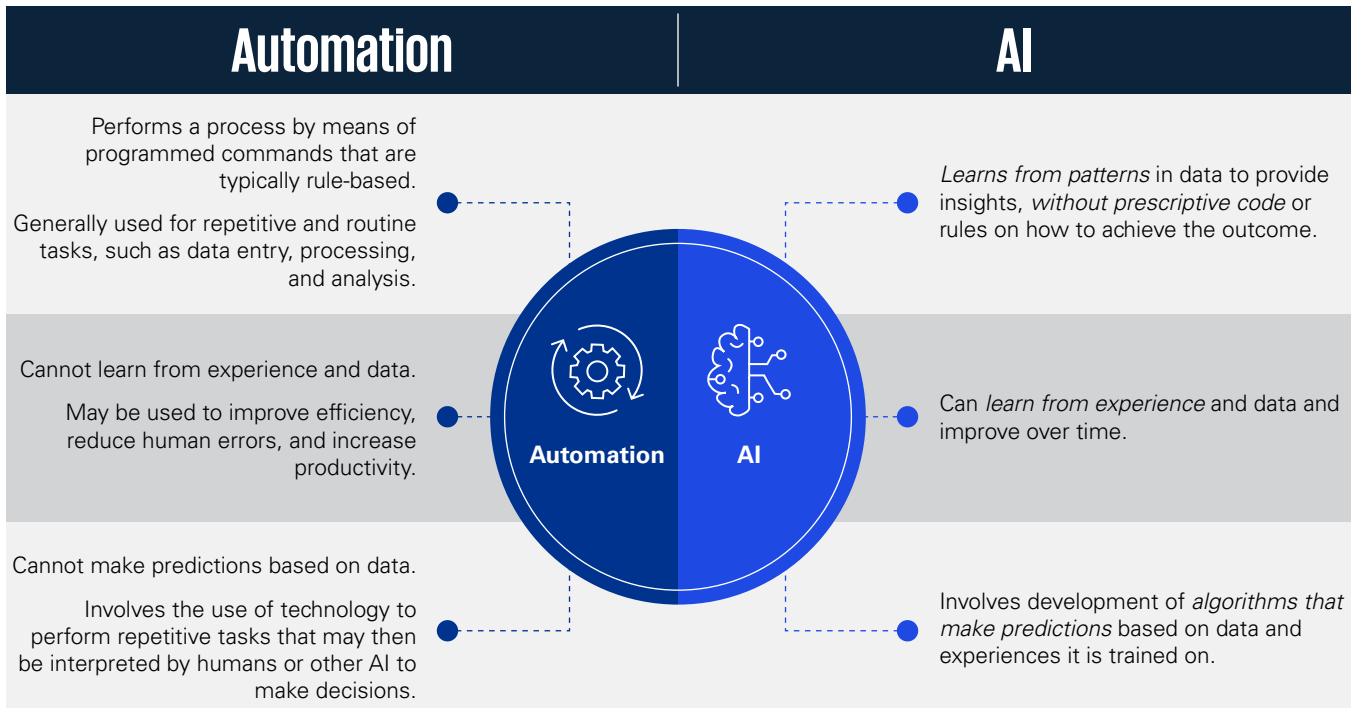 Automation
AI
Performs a process by means of
programmed commands that are
typically rule-based.
Generally used for repetitive and routine
tasks, such as data entry, processing,
and analysis.
Learns from patterns in data to provide
insights, without prescriptive code or
rules on how to achieve the outcome.
Cannot learn from experience and data.
May be used to improve efficiency,
reduce human errors, and increase
productivity.
Automation
AI
Can learn from experience and data and
improve over time.
Cannot make predictions based on data.
Involves the use of technology to
perform repetitive tasks that may then
be interpreted by humans or other AI to
make decisions.
Involves development of algorithms that
make predictions based on data and
experiences it is trained on.